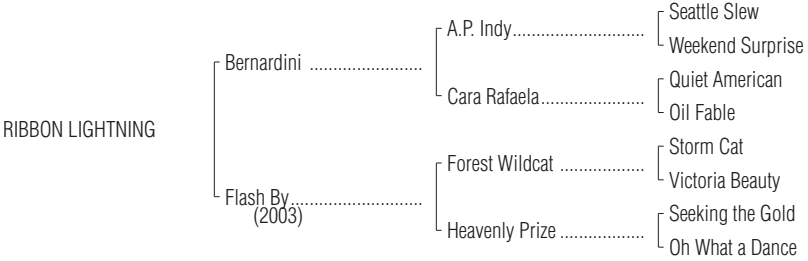 Seattle Slew
A.P. Indy...........................
Weekend Surprise
Bernardini .......................
Quiet American
Cara Rafaela.....................
Oil Fable
RIBBON LIGHTNING
Storm Cat
Forest Wildcat .................
Victoria Beauty
Flash By...........................
(2003)
Seeking the Gold
Heavenly Prize .................
Oh What a Dance